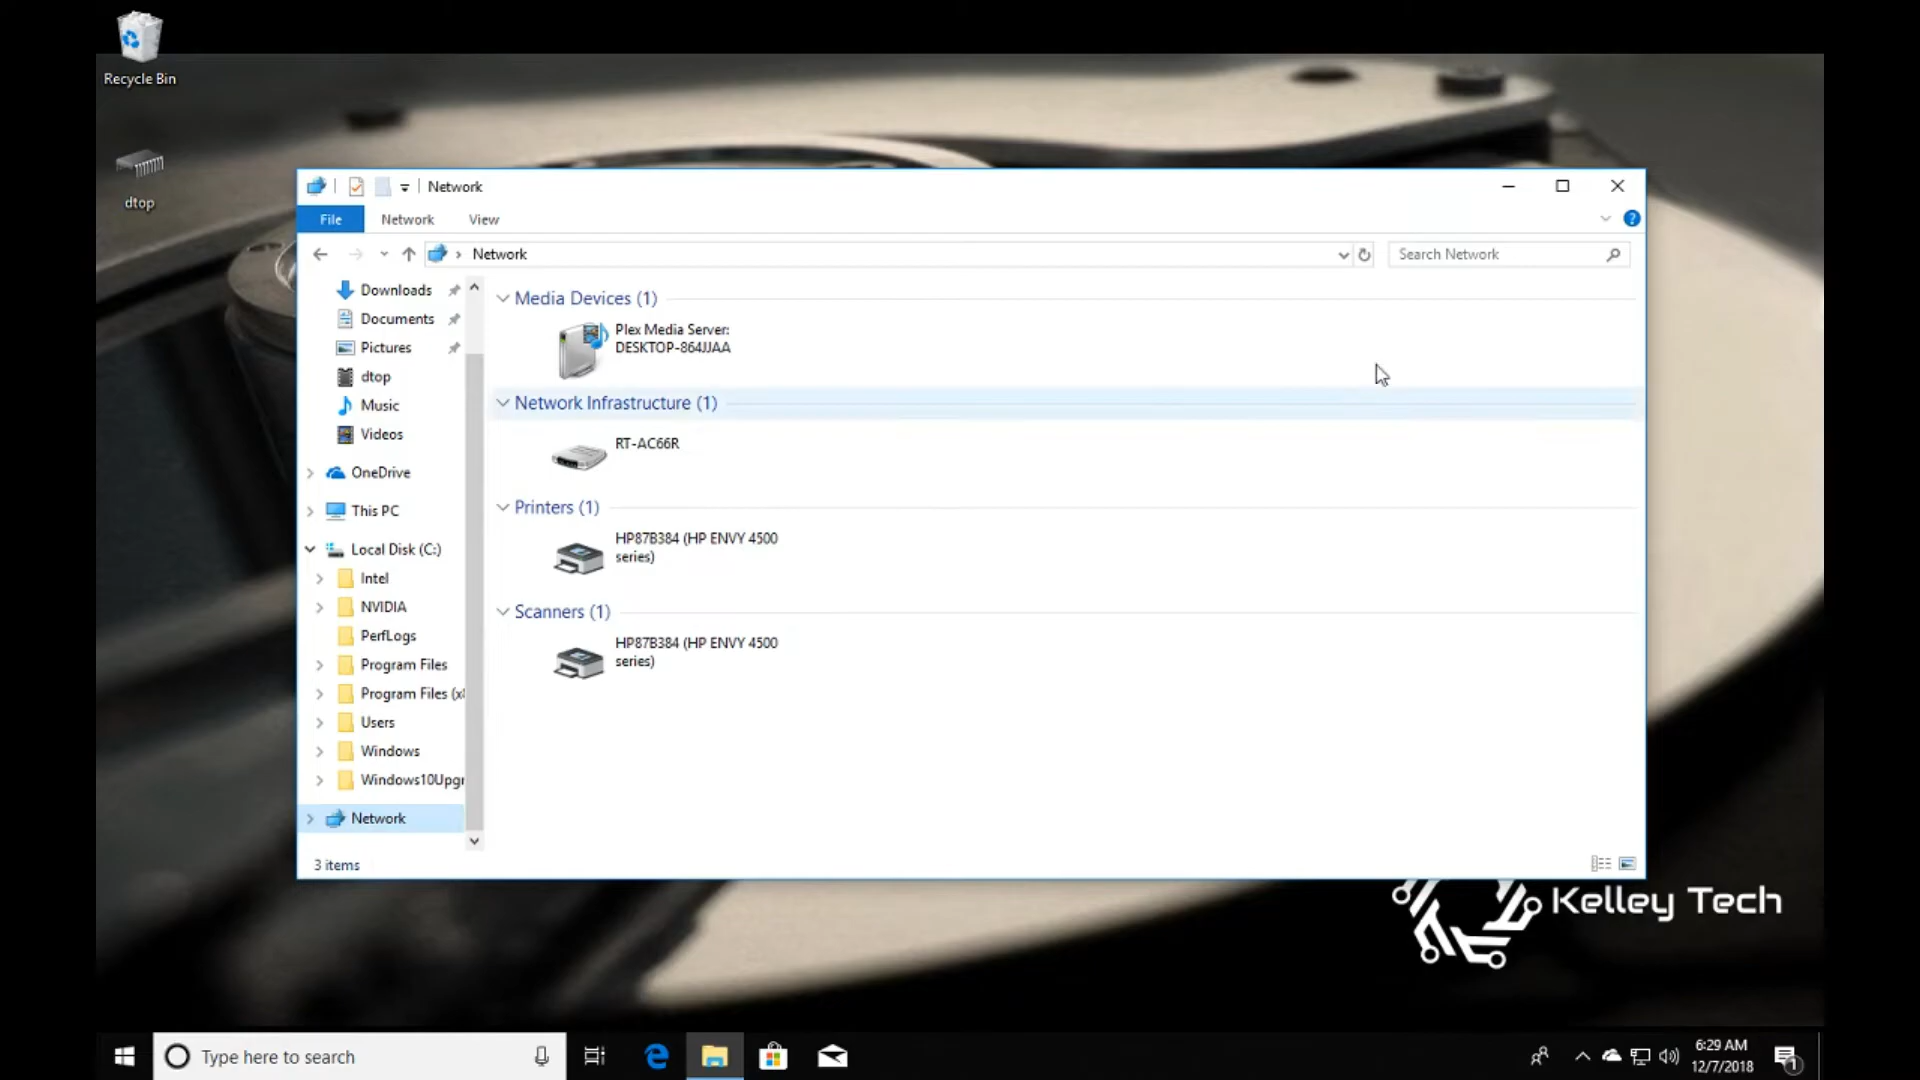 Recycle Bin
dtop
Network
File
Network
View
Network
Search Network
Downloads
Documents
Pictures
dtop
Music
Videos
OneDrive
This PC
Local Disk (C:)
Intel
NVIDIA
PerfLogs
Program Files
Program Files (x
Users
Windows
Windows10Upgr
Network
Media Devices (1)
Plex Media Server:
DESKTOP-864JJAA
Network Infrastructure (1)
RT-AC66R
Printers (1)
HP87B384 (HP ENVY 4500
series)
Scanners (1)
HP87B384 (HP ENVY 4500
series)
3 items
Kelley Tech
Type here to search
6:29 AM
12/7/2018
1